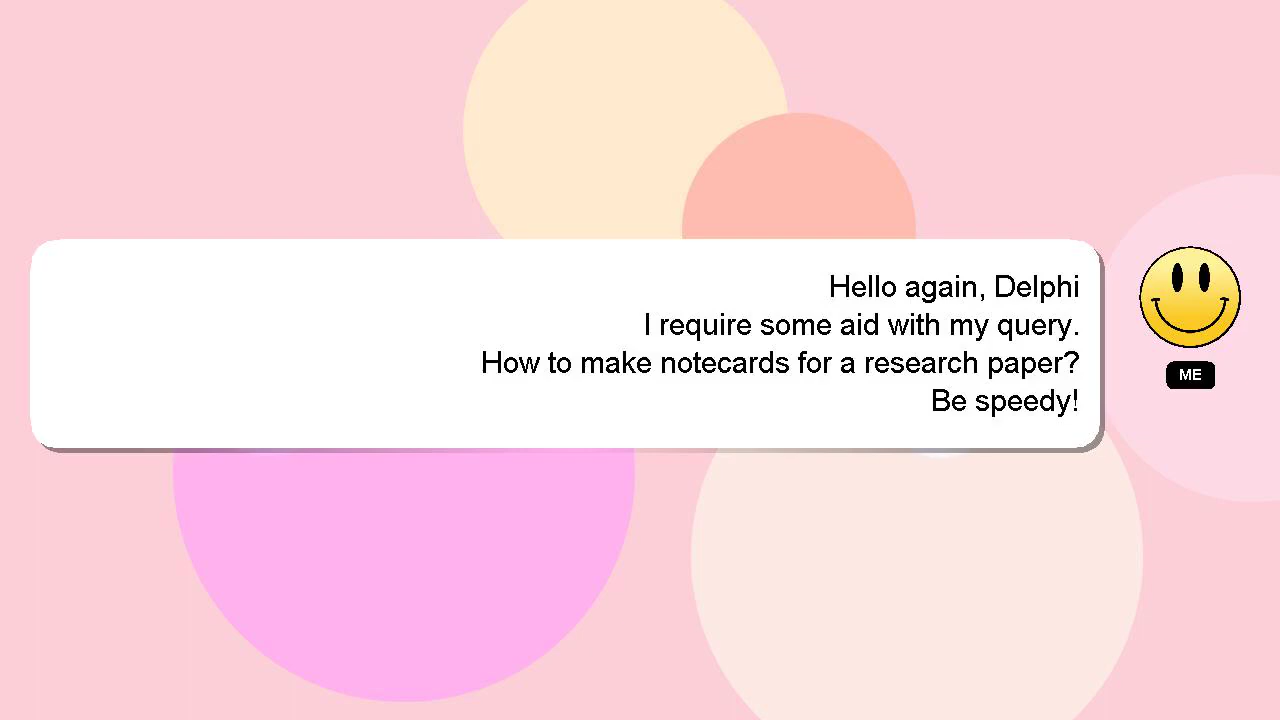 Hello again, Delphi
I require some aid with my query.
How to make notecards for a research paper?
Be speedy!
ME